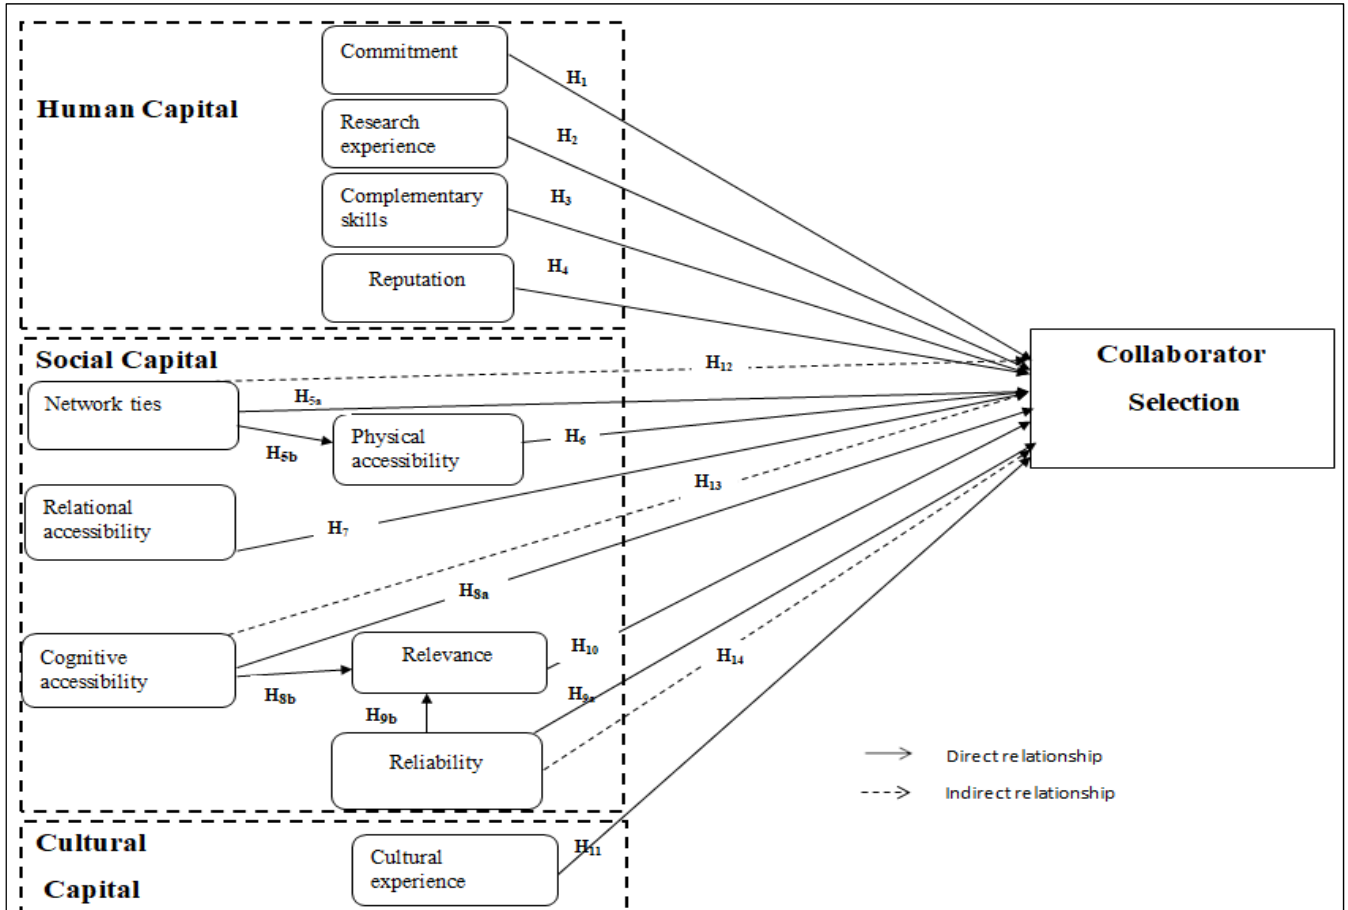 Human Capital
Commitment
H1
Research
experience
H2
Complementary
skills
H3
Reputation
H4
Social Capital
Network ties
H12
H5a
H5b
Physical
accessibility
H6
Relational
accessibility
H7
H13
Cognitive
accessibility
H8a
H8b
Relevance
H10
H14
H9a
H9b
Reliability
Cultural
Capital
Cultural
experience
H11
Collaborator
Selection
Direct relationship
Indirect relationship